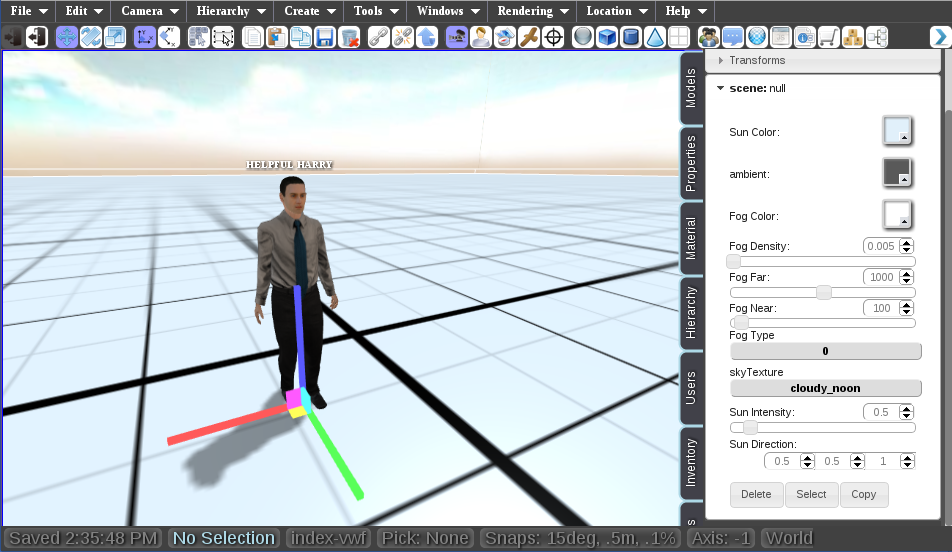 File Edit Camera Hierarchy Create Tools Windows Rendering Location Help
HELPFUL HARRY
Models
Properties
Material
Hierarchy
Users
Inventory
Transforms
scene: null
Sun Color:
ambient:
Fog Color:
Fog Density: 0.005
Fog Far: 1000
Fog Near: 100
Fog Type
0
skyTexture
cloudy_noon
Sun Intensity: 0.5
Sun Direction:
0.5 0.5 1
Delete Select Copy
Saved 2:35:48 PM No Selection index-vwf Pick: None Snaps: 15deg, .5m, .1% Axis: -1 World